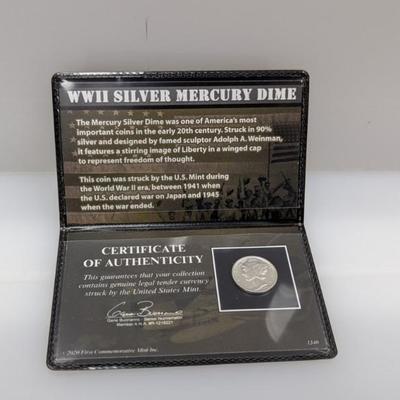 WWII SILVER MERCURY DIME
The Mercury Silver Dime was one of America's most
important coins in the early 20th century. Struck in 90%
silver and designed by famed sculptor Adolph A. Weinman,
it features a stirring image of Liberty in a winged cap
to represent freedom of thought.
This coin was struck by the U.S. Mint during
the World War II era, between 1941 when
the U.S. declared war on Japan and 1945
when the war ended.
CERTIFICATE
OF AUTHENTICITY
This guarantees that your collection
contains genuine legal tender currency
struck by the United States Mint.
Gene Buonanno - Senior Numismatist
Member A.N.A.
©2020 First Commemorative Mint Inc.